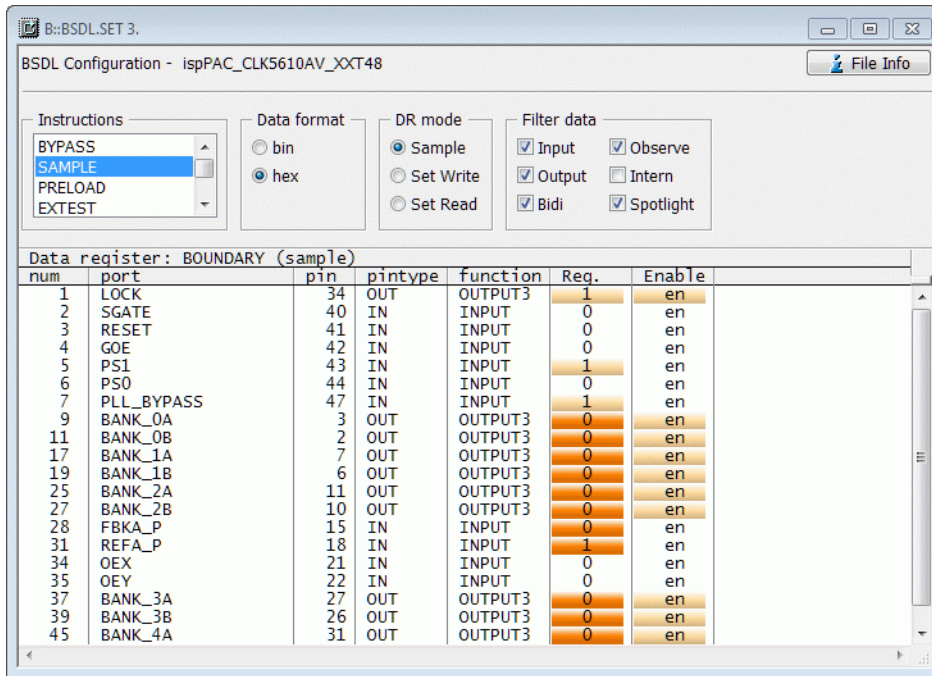 B::BSDL.SET 3.
BSDL Configuration - ispPAC_CLK5610AV_XXT48
File Info
Instructions
BYPASS
SAMPLE
PRELOAD
EXTEST
Data format
bin
hex
DR mode
Sample
Set Write
Set Read
Filter data
Input Observe
Output Intern
Bidi Spotlight
Data register: BOUNDARY (sample)
num port pin pintype function Reg. Enable
1 LOCK 34 OUT OUTPUT3 1 en
2 SGATE 40 IN INPUT 0 en
3 RESET 41 IN INPUT 0 en
4 GOE 42 IN INPUT 0 en
5 PS1 43 IN INPUT 1 en
6 PS0 44 IN INPUT 0 en
7 PLL_BYPASS 47 IN INPUT 1 en
9 BANK_0A 3 OUT OUTPUT3 0 en
11 BANK_0B 2 OUT OUTPUT3 0 en
17 BANK_1A 7 OUT OUTPUT3 0 en
19 BANK_1B 6 OUT OUTPUT3 0 en
25 BANK_2A 11 OUT OUTPUT3 0 en
27 BANK_2B 10 OUT OUTPUT3 0 en
28 FBKA_P 15 IN INPUT 0 en
31 REFA_P 18 IN INPUT 1 en
34 OEX 21 IN INPUT 0 en
35 OEY 22 IN INPUT 0 en
37 BANK_3A 27 OUT OUTPUT3 0 en
39 BANK_3B 26 OUT OUTPUT3 0 en
45 BANK_4A 31 OUT OUTPUT3 0 en